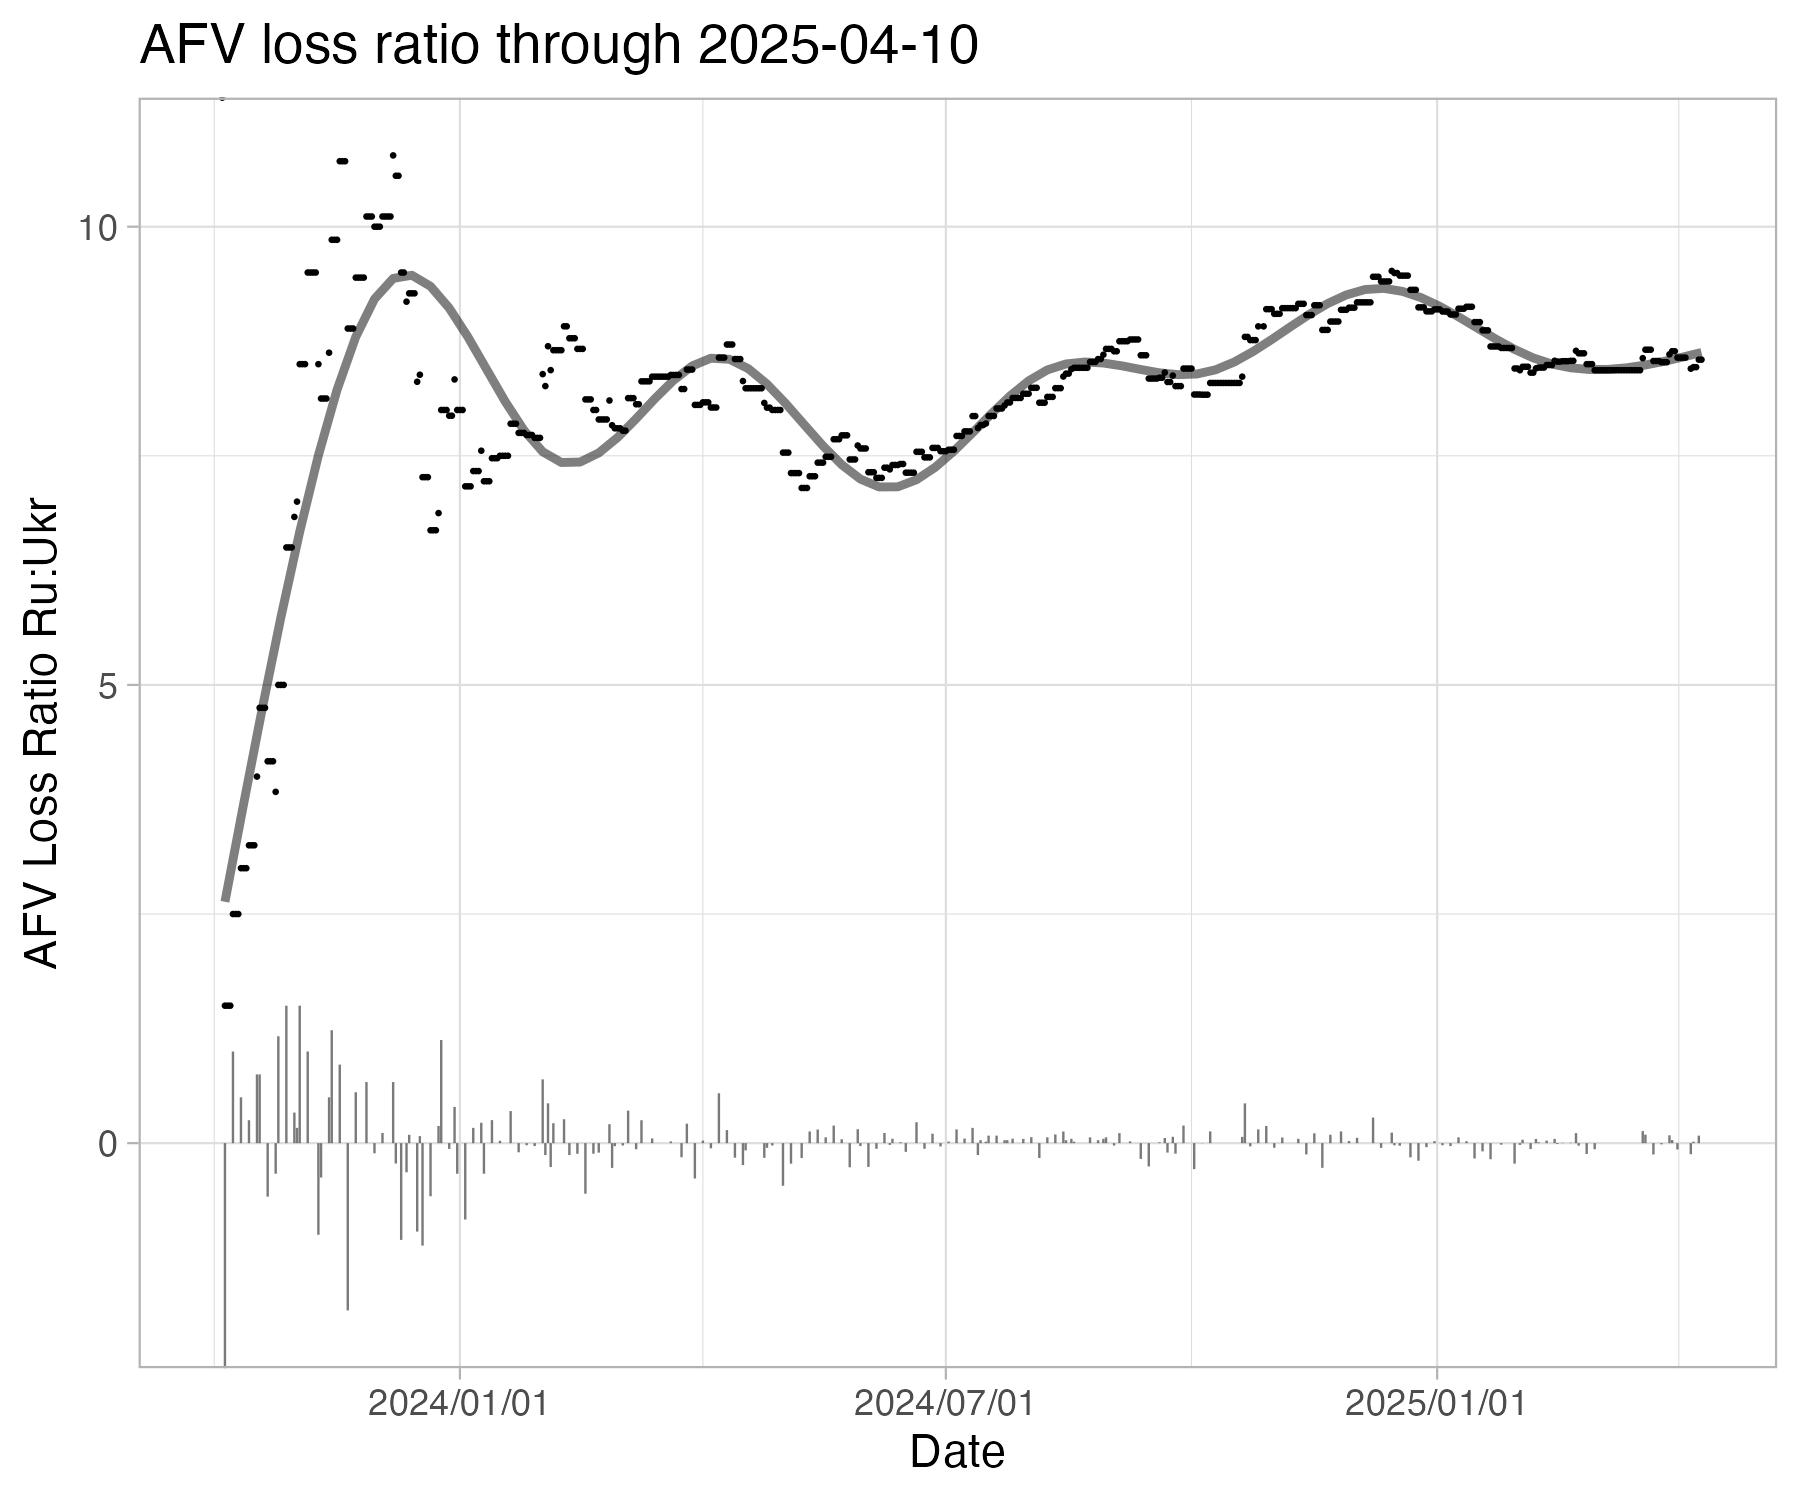 AFV loss ratio through 2025-04-10
AFV Loss Ratio Ru:Ukr
10
5
0
2024/01/01
2024/07/01
2025/01/01
Date